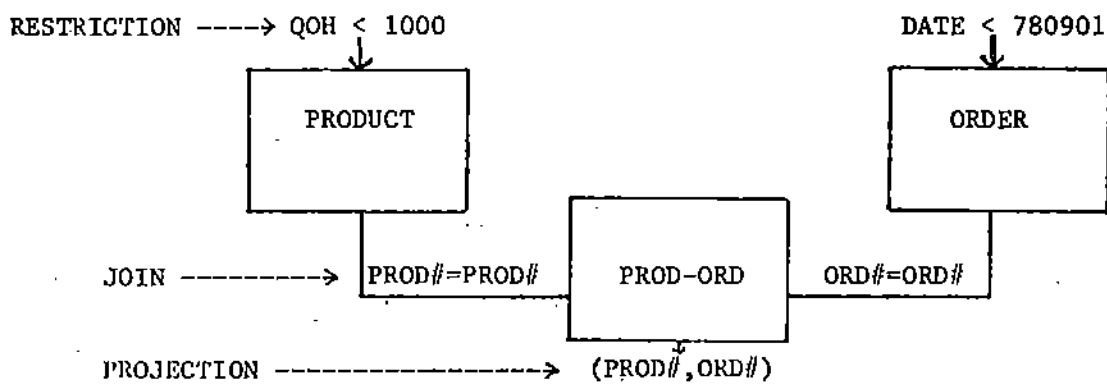 RESTRICTION ----> QOH < 1000 DATE < 780901
PRODUCT ORDER
JOIN -------> PROD#=PROD# PROD-ORD ORD#=ORD#
PROJECTION -------------> (PROD#,ORD#)